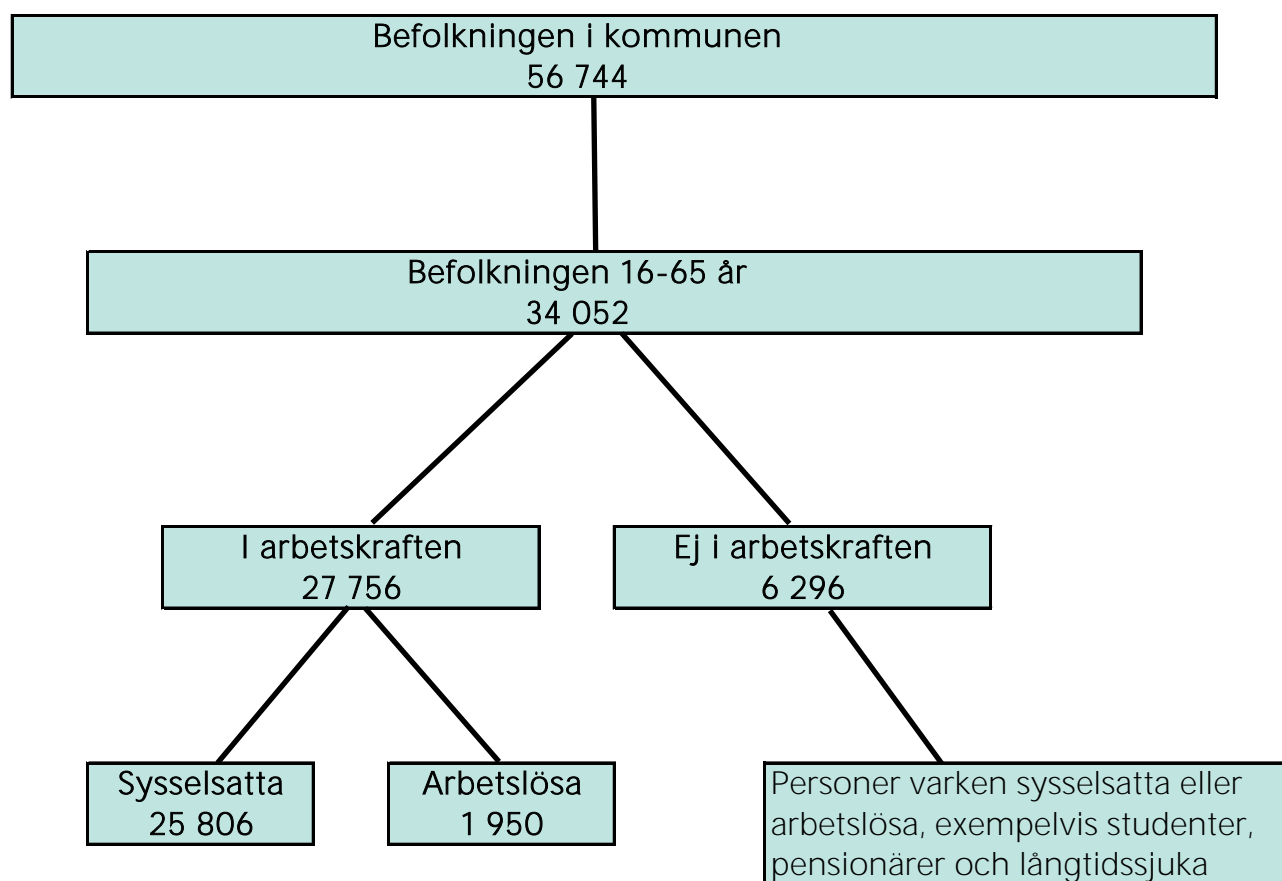 Befolkningen i kommunen
56 744
Befolkningen 16-65 år
34 052
I arbetskraften
27 756
Ej i arbetskraften
6 296
Sysselsatta
25 806
Arbetslösa
1 950
Personer varken sysselsatta eller
arbetslösa, exempelvis studenter,
pensionärer och långtidssjuka